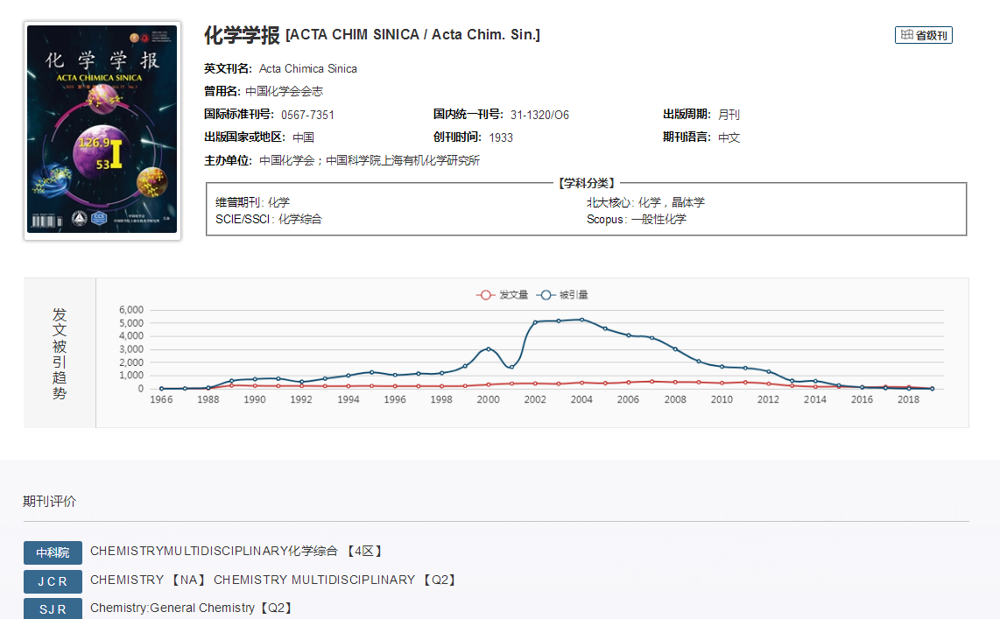 化学学报 [ACTA CHIM SINICA / Acta Chim. Sin.]
省级刊
化学学报
ACTA CHIMICA SINICA
126.9
I
53
CCS
英文刊名: Acta Chimica Sinica
曾用名: 中国化学会会志
国际标准刊号: 0567-7351 国内统一刊号: 31-1320/O6 出版周期: 月刊
出版国家或地区: 中国 创刊时间: 1933 期刊语言: 中文
主办单位: 中国化学会；中国科学院上海有机化学研究所
【学科分类】
维普期刊: 化学 北大核心: 化学，晶体学
SCIE/SSCI: 化学综合 Scopus: 一般性化学
发文被引趋势
发文量 被引量
6,000
5,000
4,000
3,000
2,000
1,000
0
1966 1988 1990 1992 1994 1996 1998 2000 2002 2004 2006 2008 2010 2012 2014 2016 2018
期刊评价
中科院 CHEMISTRYMULTIDISCIPLINARY化学综合 【4区】
JCR CHEMISTRY 【NA】 CHEMISTRY MULTIDISCIPLINARY 【Q2】
SJR Chemistry:General Chemistry【Q2】